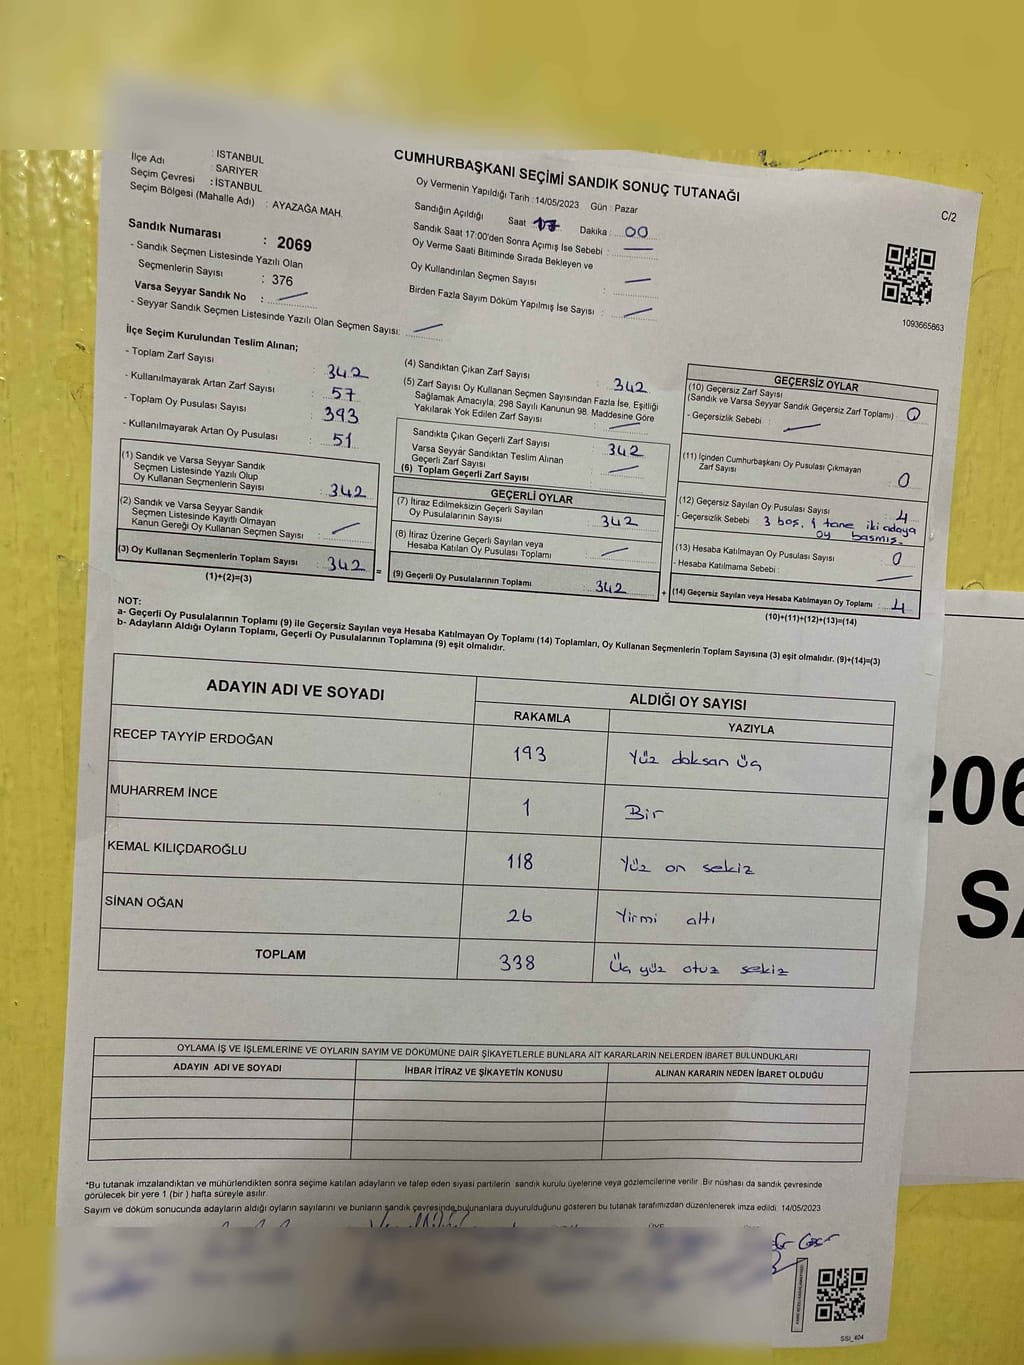 CUMHURBAŞKANI SEÇİMİ SANDIK SONUÇ TUTANAĞI
C/2
: İSTANBUL
İlçe Adı : SARIYER
Seçim Çevresi : İSTANBUL
Seçim Bölgesi (Mahalle Adı) : AYAZAĞA MAH.
Sandık Numarası : 2069
- Sandık Seçmen Listesinde Yazılı Olan
Seçmenlerin Sayısı : 376
Varsa Seyyar Sandık No :
- Seyyar Sandık Seçmen Listesinde Yazılı Olan Seçmen Sayısı:
Oy Vermenin Yapıldığı Tarih : 14/05/2023 Gün : Pazar
Sandığın Açıldığı Saat 17 Dakika : 00
Sandık Saat 17:00'den Sonra Açımış İse Sebebi :
Oy Verme Saati Bitiminde Sırada Bekleyen ve
Oy Kullandırılan Seçmen Sayısı :
Birden Fazla Sayım Döküm Yapılmış İse Sayısı :
1093665863
İlçe Seçim Kurulundan Teslim Alınan;
- Toplam Zarf Sayısı : 342
- Kullanılmayarak Artan Zarf Sayısı : 57
- Toplam Oy Pusulası Sayısı : 393
- Kullanılmayarak Artan Oy Pusulası : 51
(1) Sandık ve Varsa Seyyar Sandık
Seçmen Listesinde Yazılı Olup
Oy Kullanan Seçmenlerin Sayısı : 342
(2) Sandık ve Varsa Seyyar Sandık
Seçmen Listesinde Kayıtlı Olmayan
Kanun Gereği Oy Kullanan Seçmen Sayısı :
(3) Oy Kullanan Seçmenlerin Toplam Sayısı : 342
(1)+(2)=(3)
=
(4) Sandıktan Çıkan Zarf Sayısı : 342
(5) Zarf Sayısı Oy Kullanan Seçmen Sayısından Fazla İse, Eşitliği
Sağlamak Amacıyla, 298 Sayılı Kanunun 98. Maddesine Göre
Yakılarak Yok Edilen Zarf Sayısı :
Sandıkta Çıkan Geçerli Zarf Sayısı : 342
Varsa Seyyar Sandıktan Teslim Alınan
Geçerli Zarf Sayısı :
(6) Toplam Geçerli Zarf Sayısı
GEÇERLİ OYLAR
(7) İtiraz Edilmeksizin Geçerli Sayılan
Oy Pusulalarının Sayısı : 342
(8) İtiraz Üzerine Geçerli Sayılan veya
Hesaba Katılan Oy Pusulası Toplamı :
(9) Geçerli Oy Pusulalarının Toplamı : 342
+
GEÇERSİZ OYLAR
(10) Geçersiz Zarf Sayısı
(Sandık ve Varsa Seyyar Sandık Geçersiz Zarf Toplamı) : 0
- Geçersizlik Sebebi :
(11) İçinden Cumhurbaşkanı Oy Pusulası Çıkmayan
Zarf Sayısı : 0
(12) Geçersiz Sayılan Oy Pusulası Sayısı : 4
- Geçersizlik Sebebi 3 boş, 1 tane iki adaya
oy basmış.
(13) Hesaba Katılmayan Oy Pusulası Sayısı : 0
- Hesaba Katılmama Sebebi :
(14) Geçersiz Sayılan veya Hesaba Katılmayan Oy Toplamı : 4
(10)+(11)+(12)+(13)=(14)
NOT:
a- Geçerli Oy Pusulalarının Toplamı (9) ile Geçersiz Sayılan veya Hesaba Katılmayan Oy Toplamı (14) Toplamları, Oy Kullanan Seçmenlerin Toplam Sayısına (3) eşit olmalıdır. (9)+(14)=(3)
b- Adayların Aldığı Oyların Toplamı, Geçerli Oy Pusulalarının Toplamına (9) eşit olmalıdır.
ADAYIN ADI VE SOYADI
ALDIĞI OY SAYISI
RAKAMLA YAZIYLA
RECEP TAYYİP ERDOĞAN 193 Yüz doksan üç
MUHARREM İNCE 1 Bir
KEMAL KILIÇDAROĞLU 118 Yüz on sekiz
SİNAN OĞAN 26 Yirmi altı
TOPLAM 338 Üç yüz otuz sekiz
OYLAMA İŞ VE İŞLEMLERİNE VE OYLARIN SAYIM VE DÖKÜMÜNE DAİR ŞİKAYETLERLE BUNLARA AİT KARARLARIN NELERDEN İBARET BULUNDUKLARI
ADAYIN ADI VE SOYADI İHBAR İTİRAZ VE ŞİKAYETİN KONUSU ALINAN KARARIN NEDEN İBARET OLDUĞU
*Bu tutanak imzalandıktan ve mühürlendikten sonra seçime katılan adayların ve talep eden siyasi partilerin sandık kurulu üyelerine veya gözlemcilerine verilir. Bir nüshası da sandık çevresinde
görülecek bir yere 1 (bir) hafta süreyle asılır.
Sayım ve döküm sonucunda adayların aldığı oyların sayılarını ve bunların sandık çevresinde bulunanlara duyurulduğunu gösteren bu tutanak tarafımızdan düzenlenerek imza edildi. 14/05/2023
ÜYE
SSI_404
206
SA